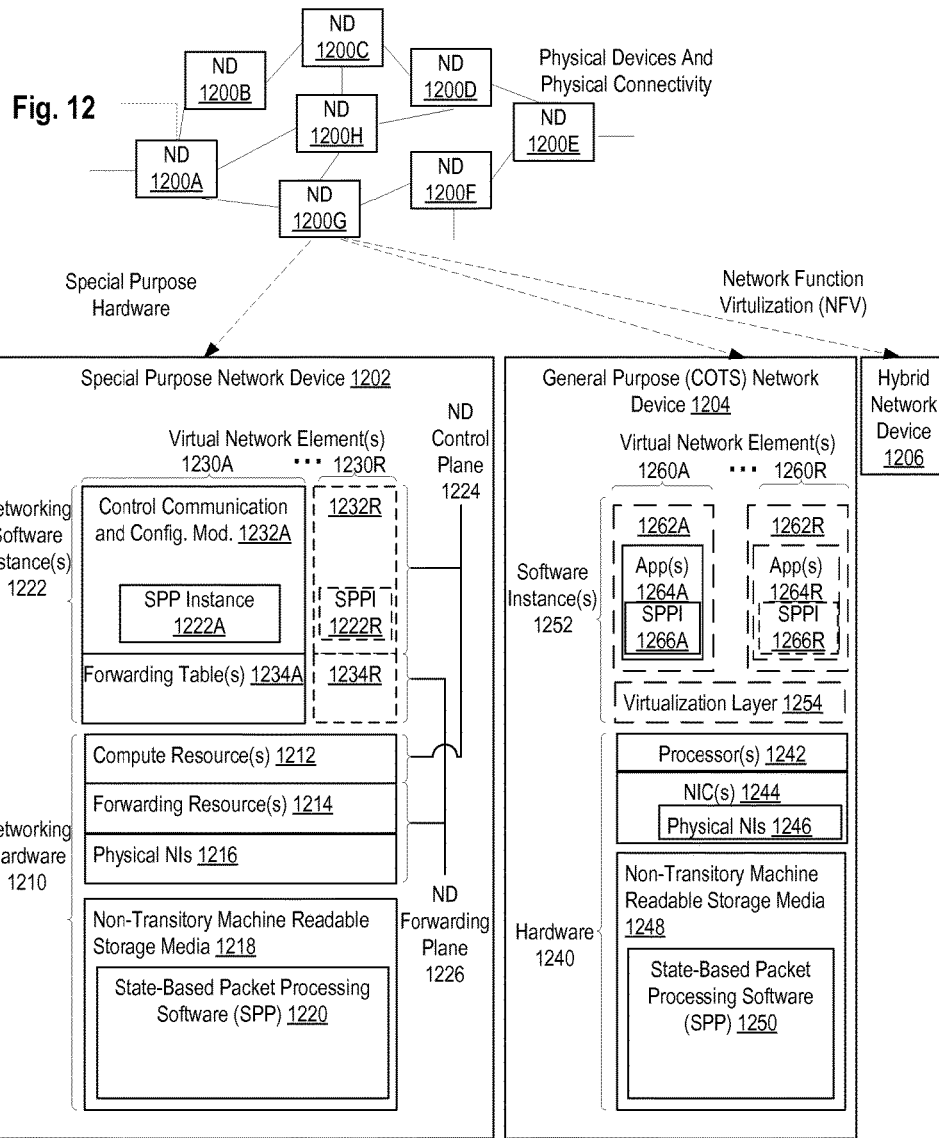 Fig. 12
ND
1200C
ND
1200B
ND
1200D
Physical Devices And
Physical Connectivity
ND
1200H
ND
1200E
ND
1200A
ND
1200F
ND
1200G
Special Purpose
Hardware
Network Function
Virtulization (NFV)
Special Purpose Network Device 1202
Virtual Network Element(s)
1230A ••• 1230R
ND
Control
Plane
1224
1222
Control Communication
and Config. Mod. 1232A
1232R
SPP Instance
1222A
SPPI
1222R
Forwarding Table(s) 1234A
1234R
1210
Compute Resource(s) 1212
Forwarding Resource(s) 1214
Physical NIs 1216
ND
Forwarding
Plane
1226
Non-Transitory Machine Readable
Storage Media 1218
State-Based Packet Processing
Software (SPP) 1220
General Purpose (COTS) Network
Device 1204
Virtual Network Element(s)
1260A ••• 1260R
Software
Instance(s)
1252
1262A
App(s)
1264A
SPPI
1266A
1262R
App(s)
1264R
SPPI
1266R
Virtualization Layer 1254
Hardware
1240
Processor(s) 1242
NIC(s) 1244
Physical NIs 1246
Non-Transitory Machine
Readable Storage Media
1248
State-Based Packet
Processing Software
(SPP) 1250
Hybrid
Network
Device
1206